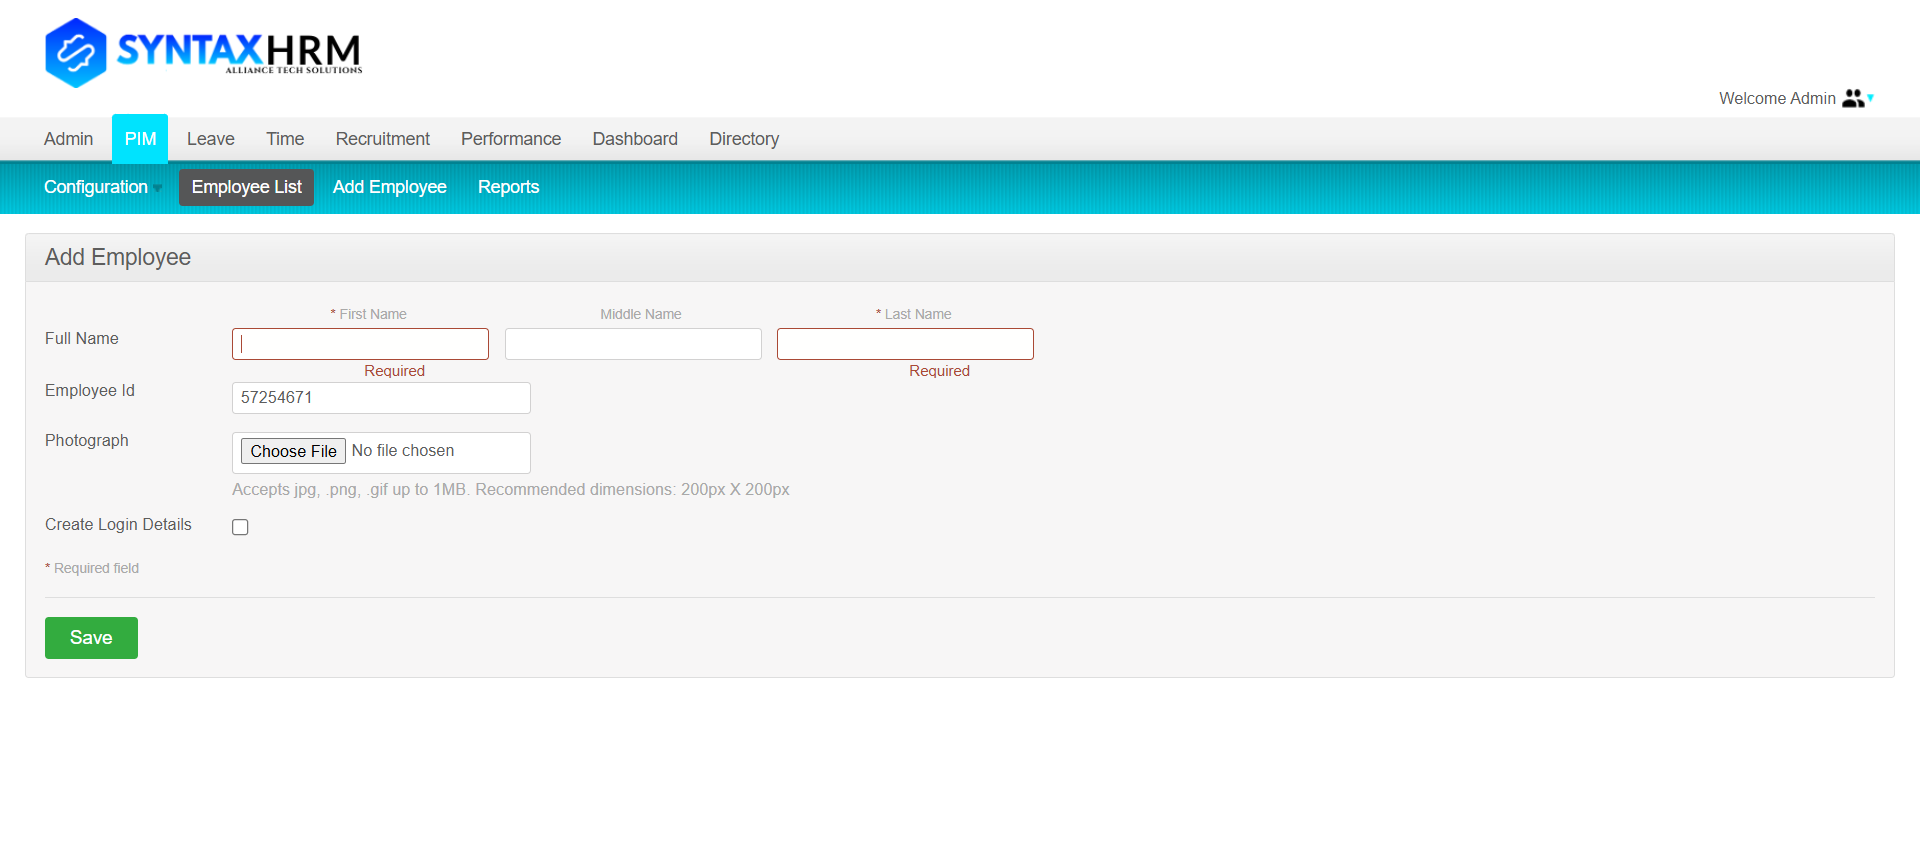 SYNTAXHRM
ALLIANCE TECH SOLUTIONS
Welcome Admin
Admin PIM Leave Time Recruitment Performance Dashboard Directory
Configuration Employee List Add Employee Reports
Add Employee
* First Name Middle Name * Last Name
Full Name
Required Required
Employee Id 57254671
Photograph Choose File No file chosen
Accepts jpg, .png, .gif up to 1MB. Recommended dimensions: 200px X 200px
Create Login Details
* Required field
Save